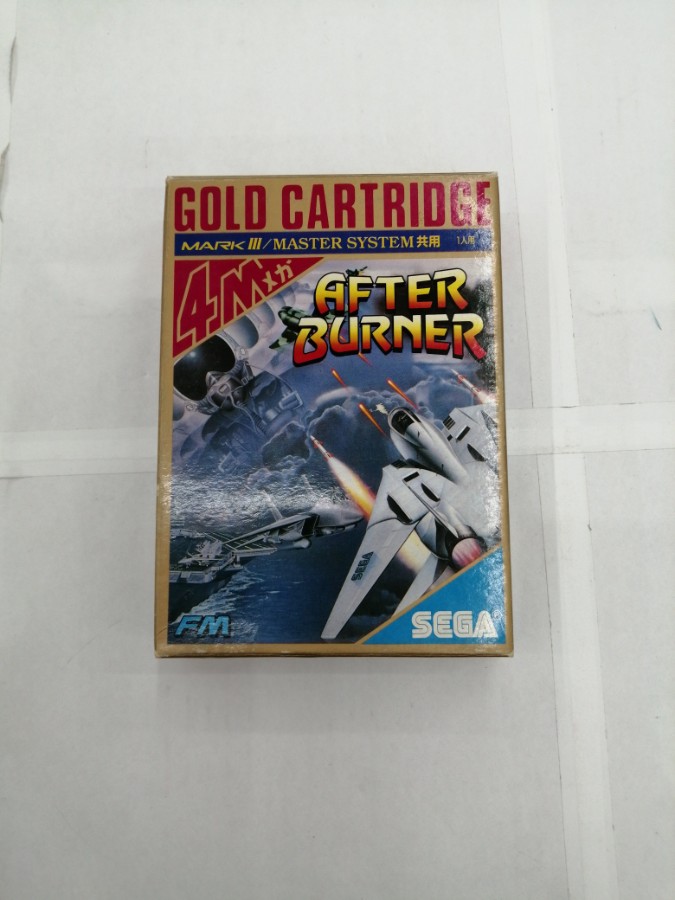 GOLD CARTRIDGE
MARK III/MASTER SYSTEM共用 1人用
4Mメガ
AFTER
BURNER
SEGA
FM
SEGA